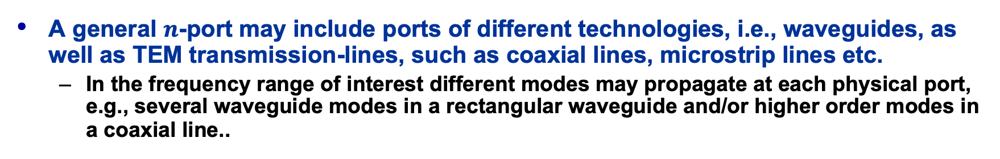 • A general n-port may include ports of different technologies, i.e., waveguides, as
well as TEM transmission-lines, such as coaxial lines, microstrip lines etc.
– In the frequency range of interest different modes may propagate at each physical port,
e.g., several waveguide modes in a rectangular waveguide and/or higher order modes in
a coaxial line..